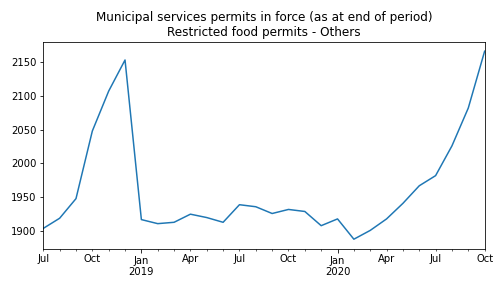 Municipal services permits in force (as at end of period)
Restricted food permits - Others
2150
2100
2050
2000
1950
1900
Jul Oct Jan Apr Jul Oct Jan Apr Jul Oct
2019 2020